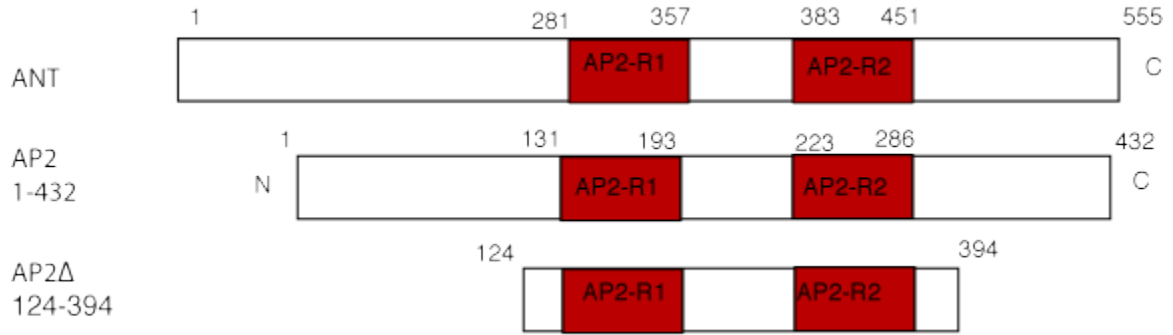 1 281 357 383 451 555
ANT AP2-R1 AP2-R2 C
1 131 193 223 286 432
AP2
1-432
N AP2-R1 AP2-R2 C
124 394
AP2Δ
124-394
AP2-R1 AP2-R2